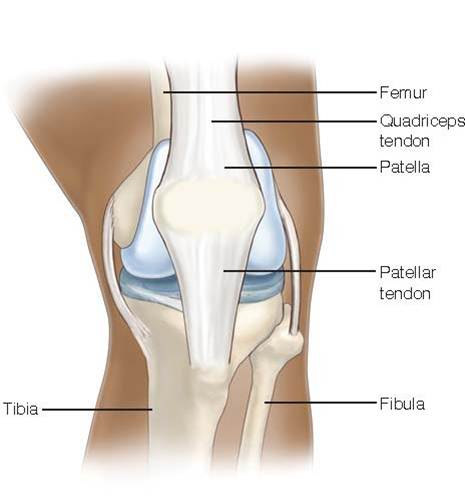 Femur
Quadriceps
tendon
Patella
Patellar
tendon
Tibia
Fibula